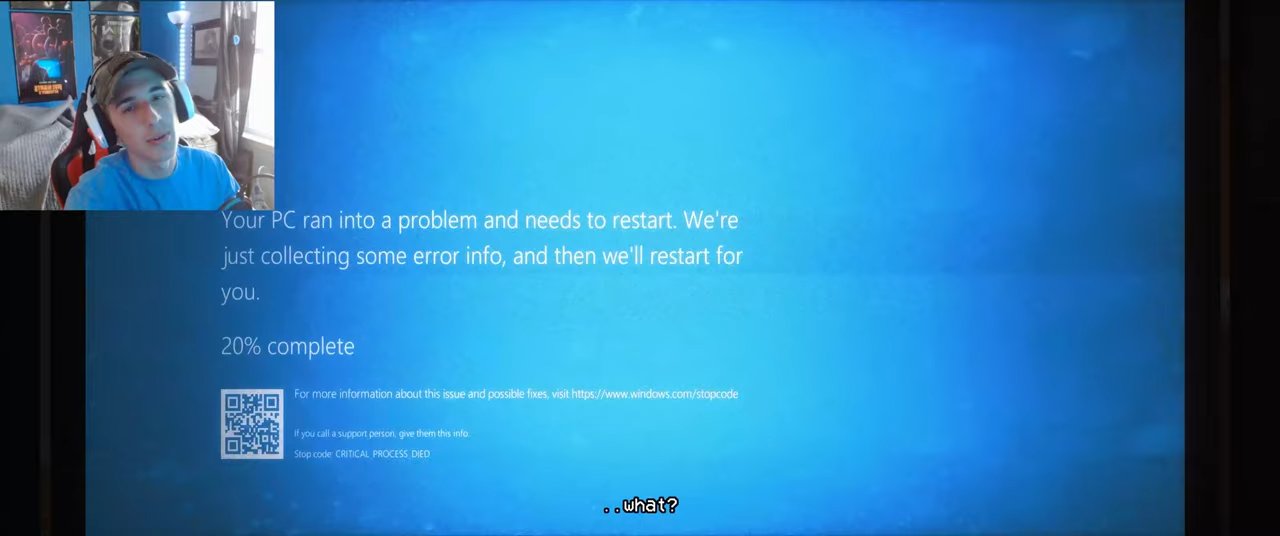 Your PC ran into a problem and needs to restart. We're
just collecting some error info, and then we'll restart for
you.
20% complete
For more information about this issue and possible fixes, visit https://www.windows.com/stopcode
If you call a support person, give them this info:
Stop code: CRITICAL_PROCESS_DIED
..what?